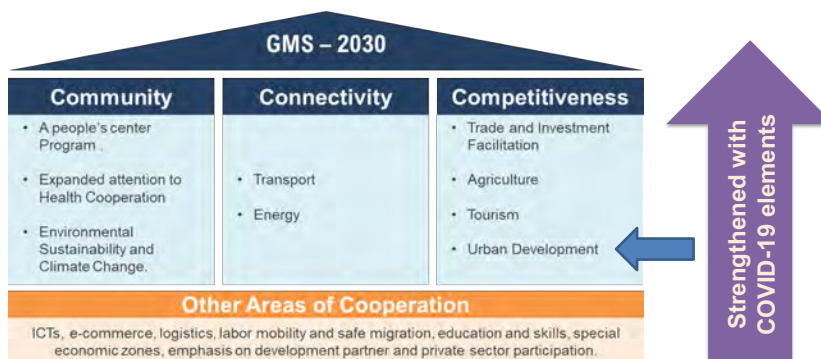 GMS – 2030
Community
• A people's center
Program .
• Expanded attention to
Health Cooperation
• Environmental
Sustainability and
Climate Change.
Connectivity
• Transport
• Energy
Competitiveness
• Trade and Investment
Facilitation
• Agriculture
• Tourism
• Urban Development
Other Areas of Cooperation
ICTs, e-commerce, logistics, labor mobility and safe migration, education and skills, special
economic zones, emphasis on development partner and private sector participation.
Strengthened with
COVID-19 elements